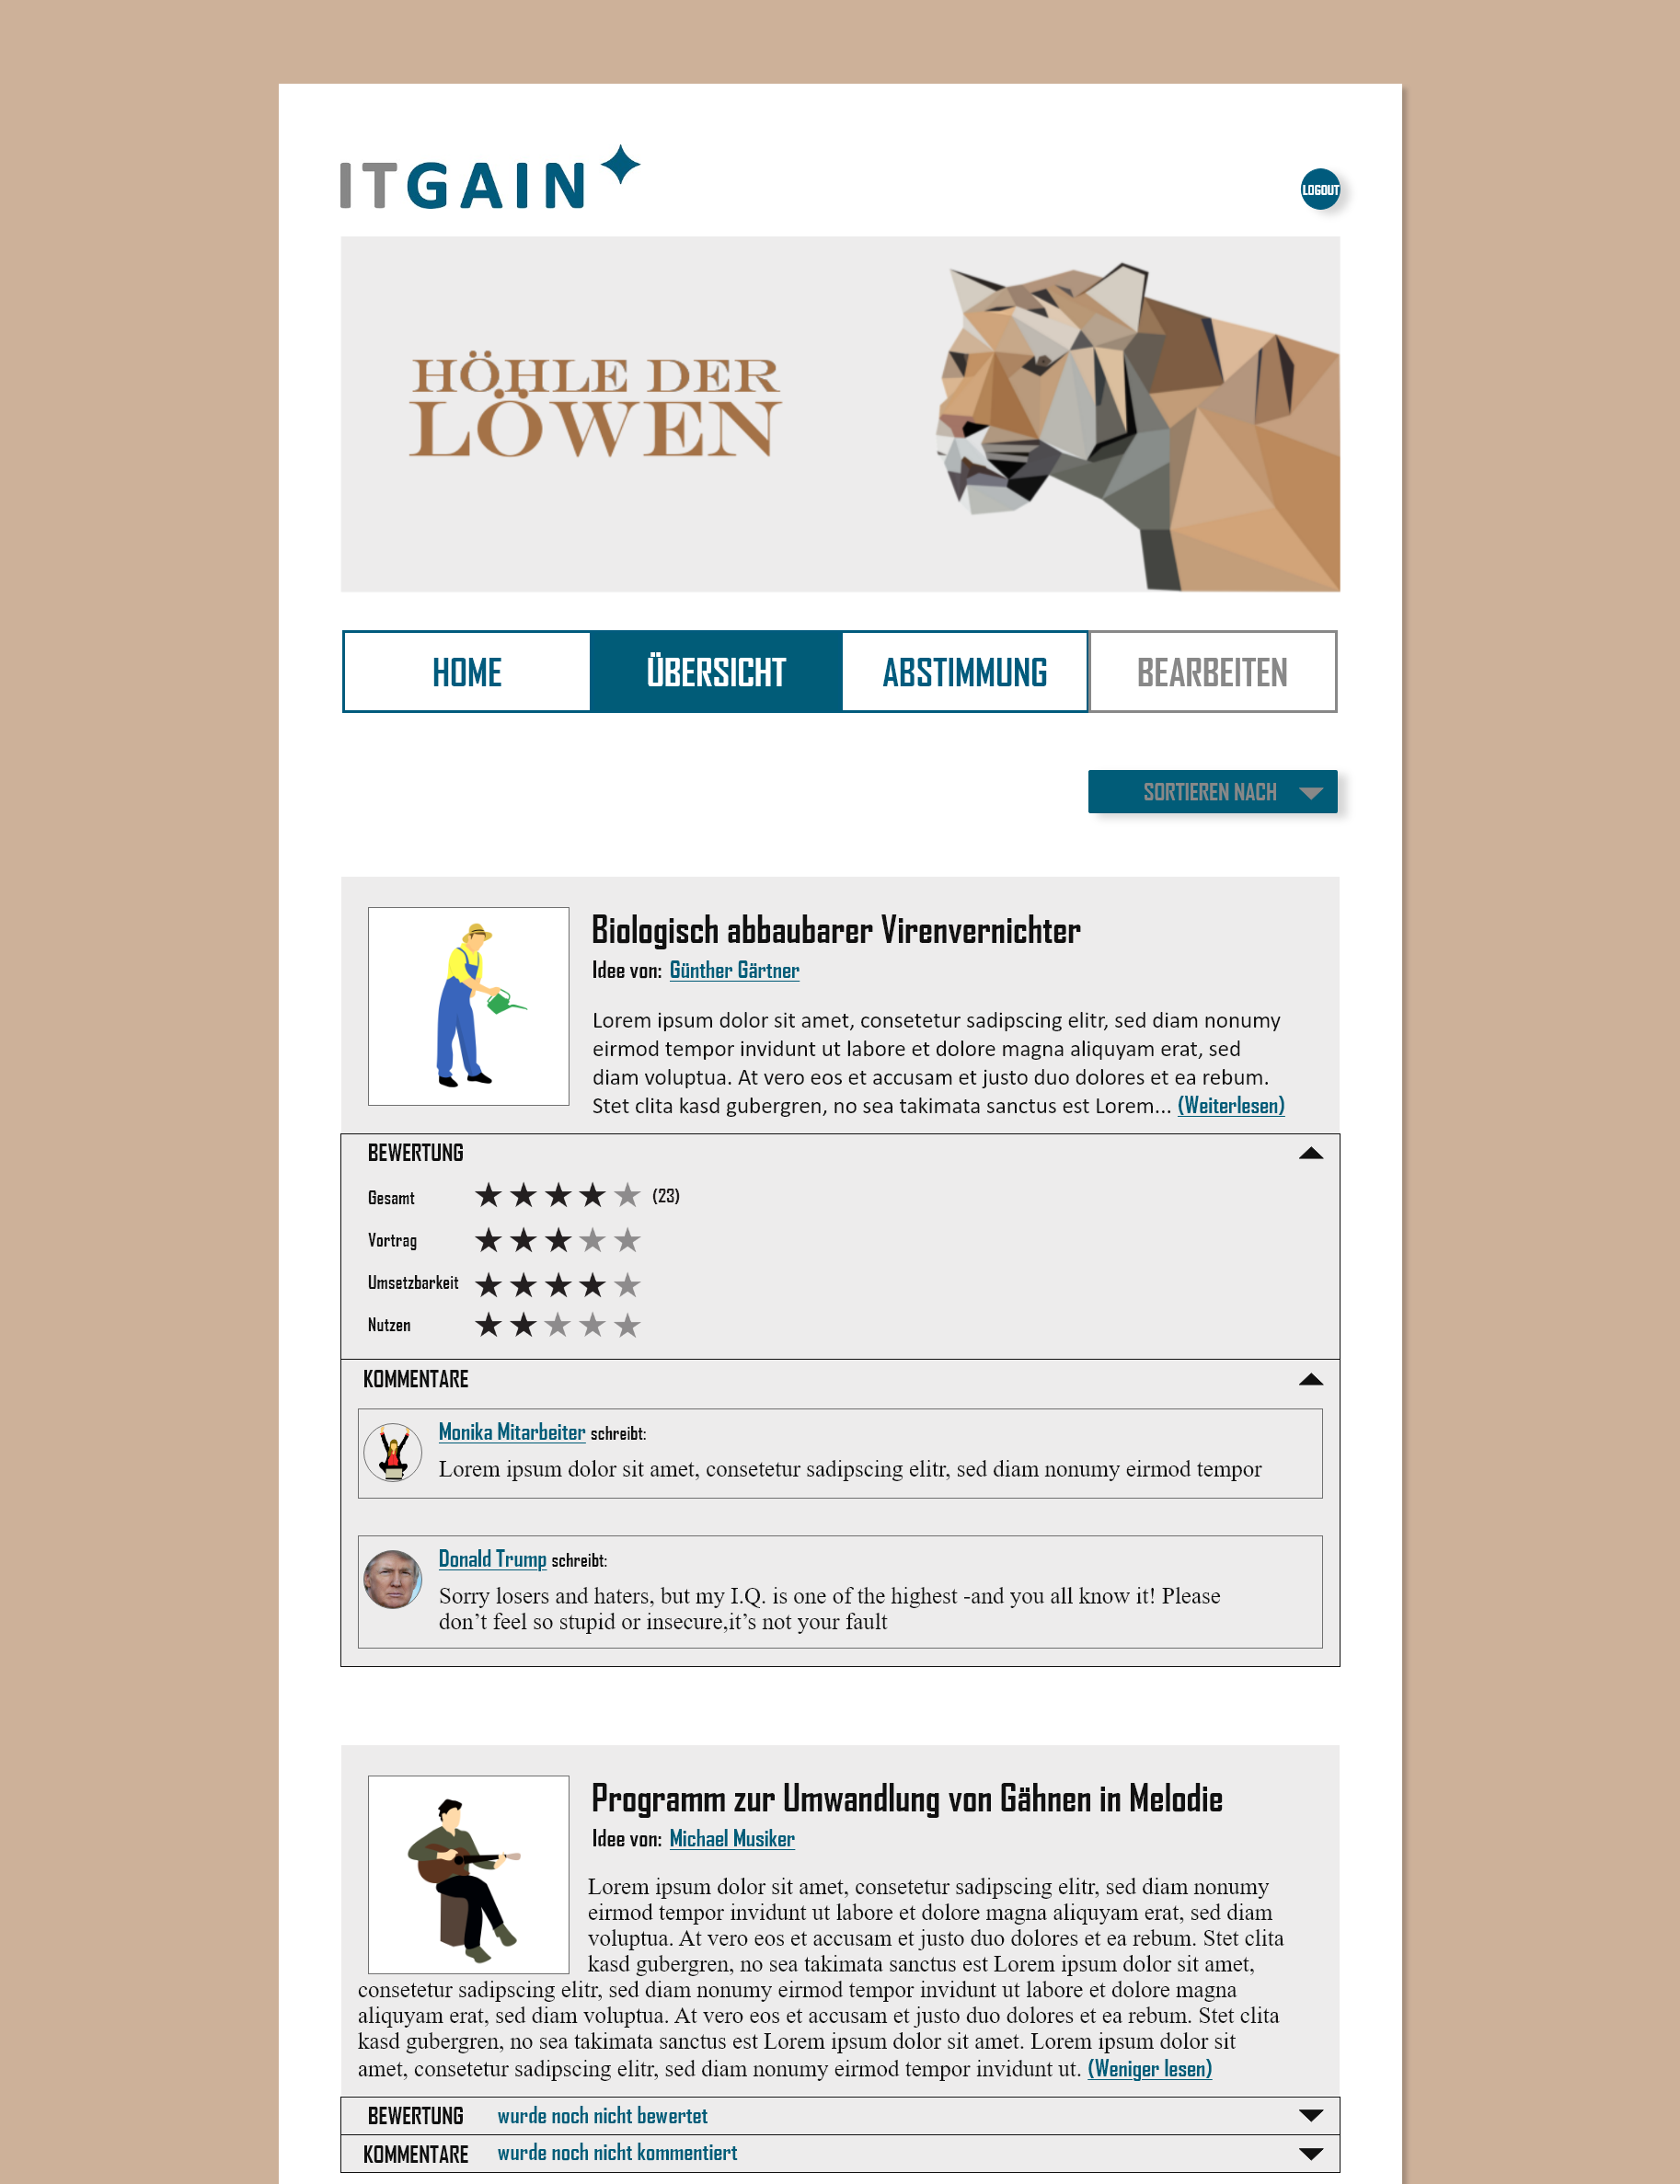 ITGAIN
LOGOUT
HÖHLE DER
LÖWEN
HOME
ÜBERSICHT
ABSTIMMUNG
BEARBEITEN
SORTIEREN NACH
Biologisch abbaubarer Virenvernichter
Idee von: Günther Gärtner
Lorem ipsum dolor sit amet, consetetur sadipscing elitr, sed diam nonumy
eirmod tempor invidunt ut labore et dolore magna aliquyam erat, sed
diam voluptua. At vero eos et accusam et justo duo dolores et ea rebum.
Stet clita kasd gubergren, no sea takimata sanctus est Lorem... (Weiterlesen)
BEWERTUNG
Gesamt ★★★★★ (23)
Vortrag ★★★★★
Umsetzbarkeit ★★★★★
Nutzen ★★★★★
KOMMENTARE
Monika Mitarbeiter schreibt:
Lorem ipsum dolor sit amet, consetetur sadipscing elitr, sed diam nonumy eirmod tempor
Donald Trump schreibt:
Sorry losers and haters, but my I.Q. is one of the highest -and you all know it! Please
don’t feel so stupid or insecure,it’s not your fault
Programm zur Umwandlung von Gähnen in Melodie
Idee von: Michael Musiker
Lorem ipsum dolor sit amet, consetetur sadipscing elitr, sed diam nonumy
eirmod tempor invidunt ut labore et dolore magna aliquyam erat, sed diam
voluptua. At vero eos et accusam et justo duo dolores et ea rebum. Stet clita
kasd gubergren, no sea takimata sanctus est Lorem ipsum dolor sit amet,
consetetur sadipscing elitr, sed diam nonumy eirmod tempor invidunt ut labore et dolore magna
aliquyam erat, sed diam voluptua. At vero eos et accusam et justo duo dolores et ea rebum. Stet clita
kasd gubergren, no sea takimata sanctus est Lorem ipsum dolor sit amet. Lorem ipsum dolor sit
amet, consetetur sadipscing elitr, sed diam nonumy eirmod tempor invidunt ut. (Weniger lesen)
BEWERTUNG wurde noch nicht bewertet
KOMMENTARE wurde noch nicht kommentiert